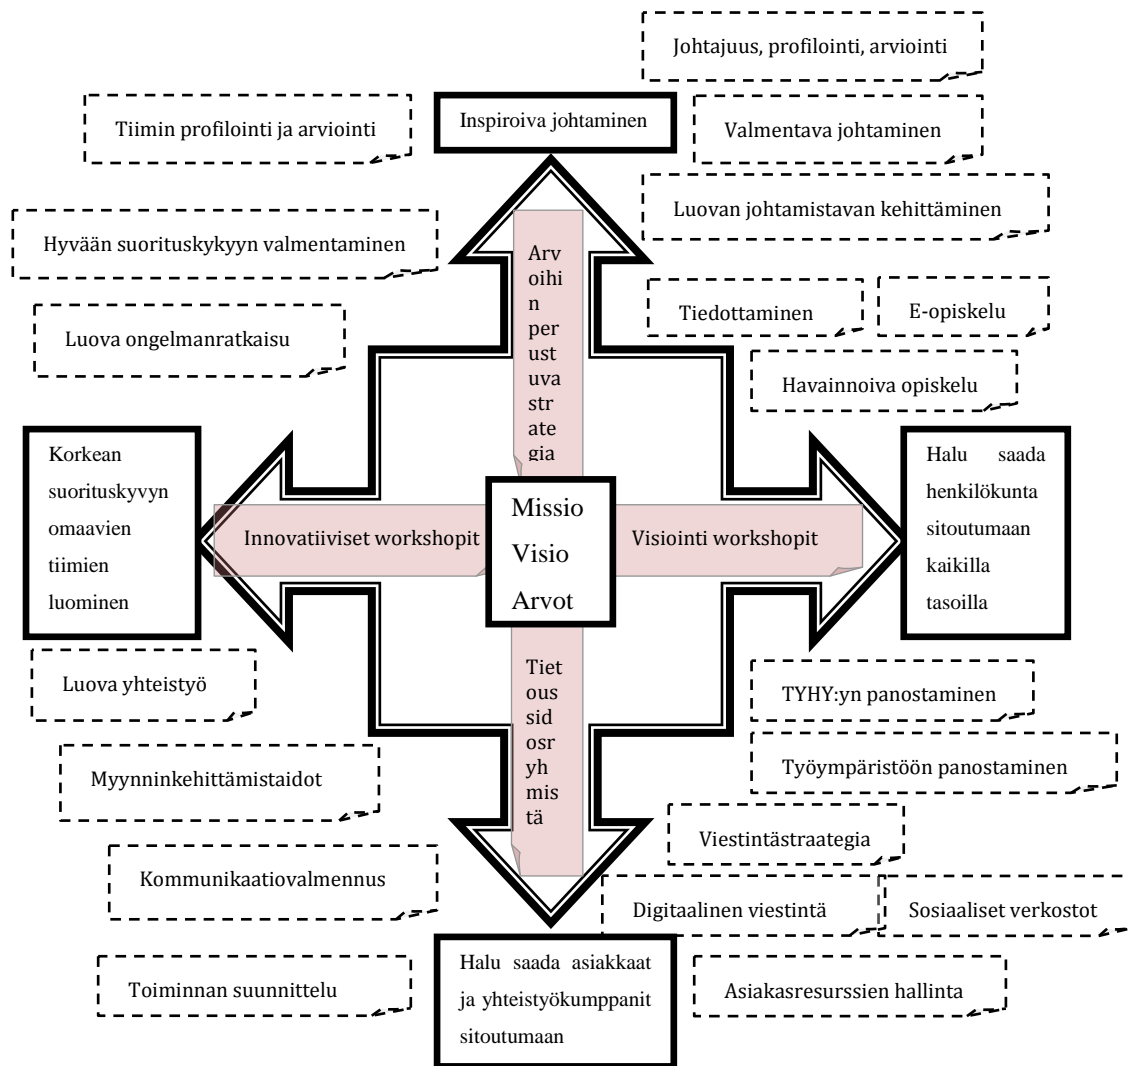 Johtajuus, profilointi, arviointi
Tiimin profilointi ja arviointi
Inspiroiva johtaminen
Valmentava johtaminen
Luovan johtamistavan kehittäminen
Hyvään suorituskykyyn valmentaminen
Arv
oihi
n
per
ust
uva
str
ate
gia
Tiedottaminen
E-opiskelu
Luova ongelmanratkaisu
Havainnoiva opiskelu
Korkean
suorituskyvyn
omaavien
tiimien
luominen
Innovatiiviset workshopit
Missio
Visio
Arvot
Visiointi workshopit
Halu saada
henkilökunta
sitoutumaan
kaikilla
tasoilla
Luova yhteistyö
Tiet
ous
sid
osr
yh
mis
tä
TYHY:yn panostaminen
Myynninkehittämistaidot
Työympäristöön panostaminen
Viestintästraategia
Kommunikaatiovalmennus
Digitaalinen viestintä
Sosiaaliset verkostot
Toiminnan suunnittelu
Halu saada asiakkaat
ja yhteistyökumppanit
sitoutumaan
Asiakasresurssien hallinta